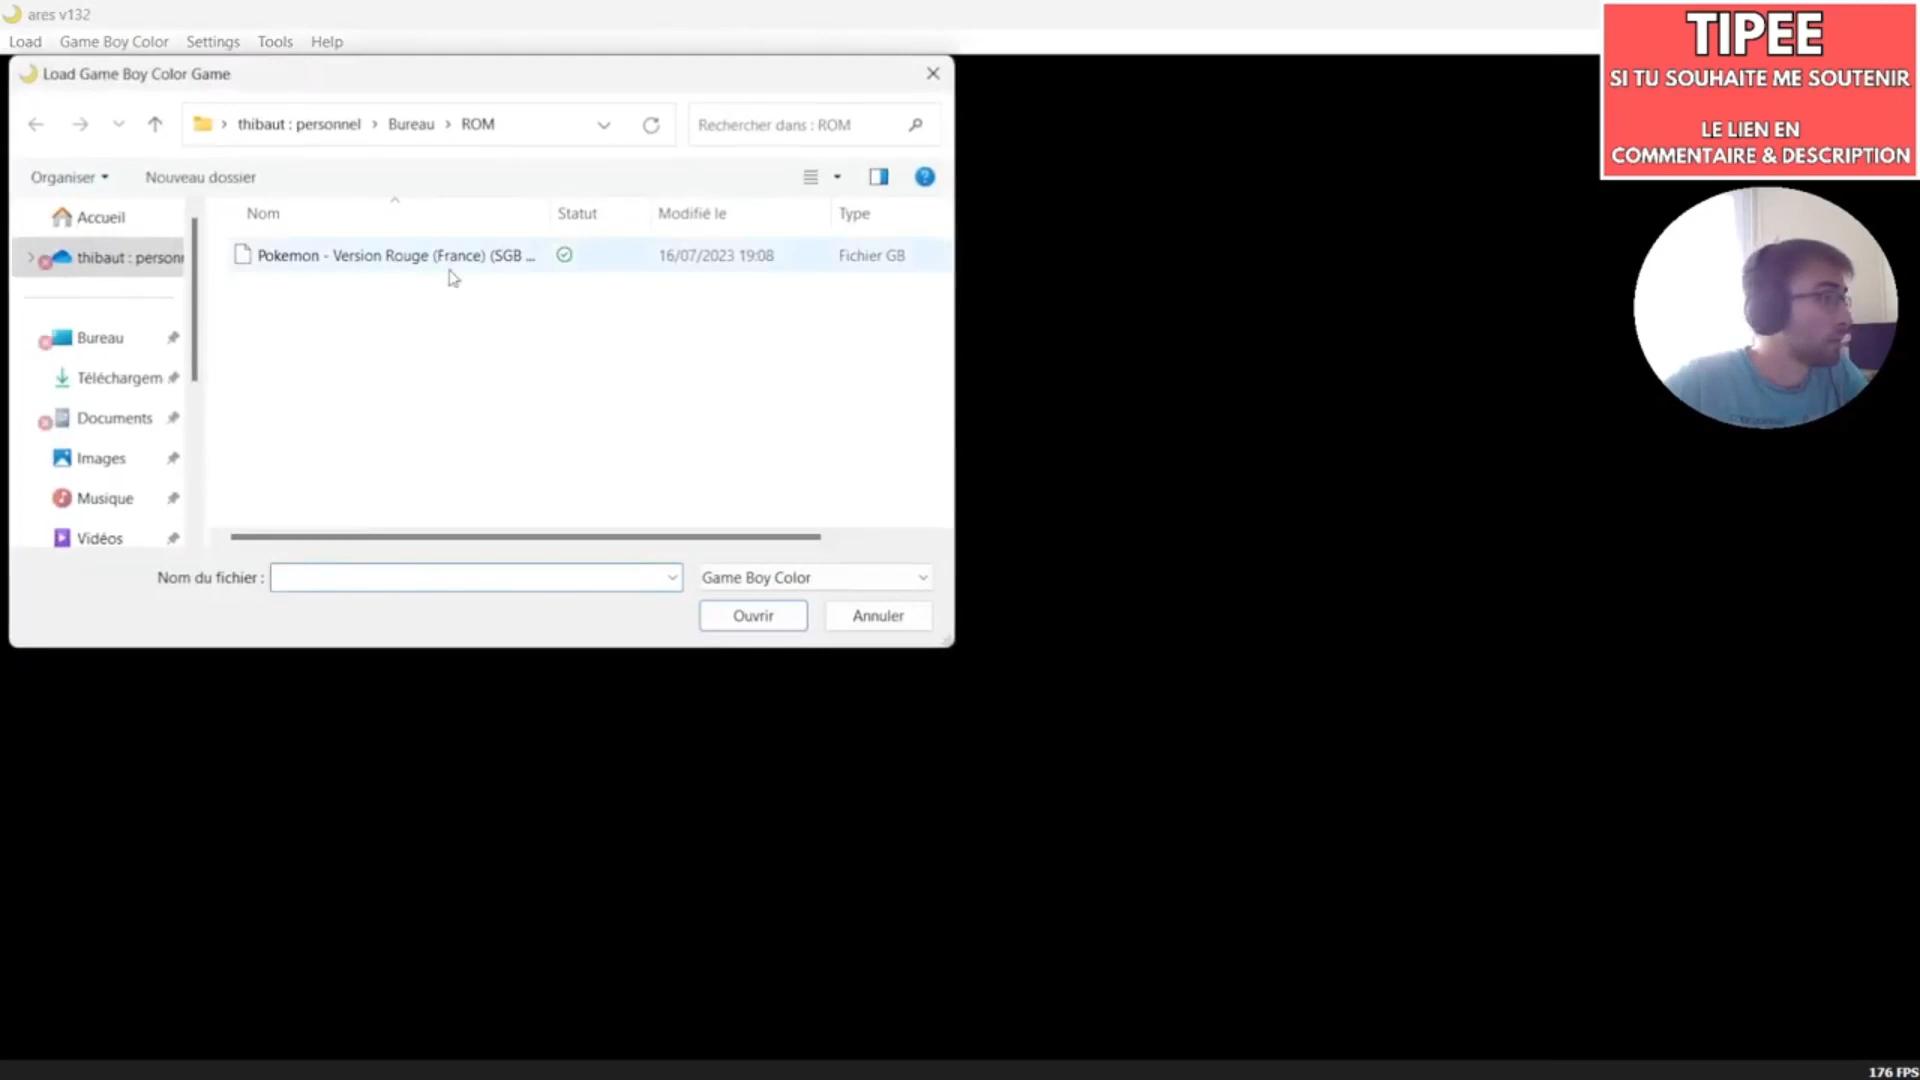 ares v132
Load Game Boy Color Settings Tools Help
TIPEE
SI TU SOUHAITE ME SOUTENIR
LE LIEN EN
COMMENTAIRE & DESCRIPTION
Load Game Boy Color Game
thibaut : personnel > Bureau > ROM
Rechercher dans : ROM
Organiser Nouveau dossier
Nom Statut Modifié le Type
Pokemon - Version Rouge (France) (SGB ... 16/07/2023 19:08 Fichier GB
Accueil
thibaut : personn
Bureau
Téléchargem
Documents
Images
Musique
Vidéos
Nom du fichier : Game Boy Color
Ouvrir Annuler
176 FPS